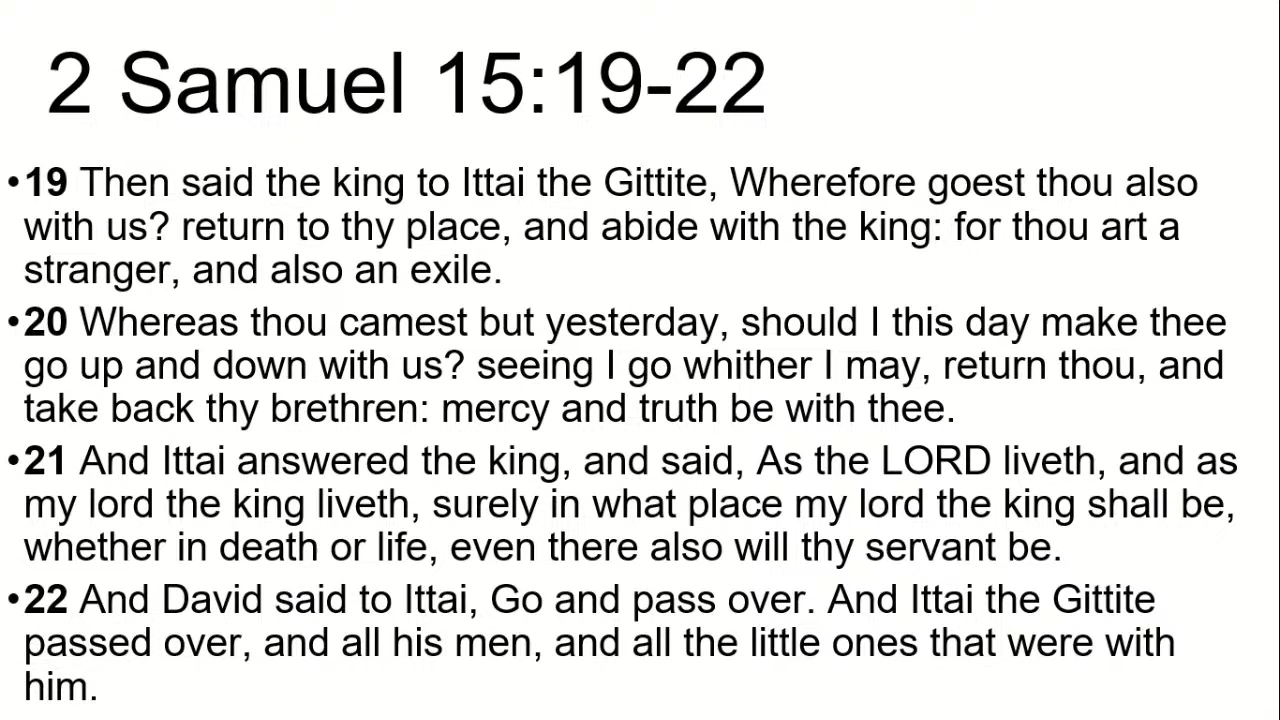 2 Samuel 15:19-22
•19 Then said the king to Ittai the Gittite, Wherefore goest thou also
with us? return to thy place, and abide with the king: for thou art a
stranger, and also an exile.
•20 Whereas thou camest but yesterday, should I this day make thee
go up and down with us? seeing I go whither I may, return thou, and
take back thy brethren: mercy and truth be with thee.
•21 And Ittai answered the king, and said, As the LORD liveth, and as
my lord the king liveth, surely in what place my lord the king shall be,
whether in death or life, even there also will thy servant be.
•22 And David said to Ittai, Go and pass over. And Ittai the Gittite
passed over, and all his men, and all the little ones that were with
him.